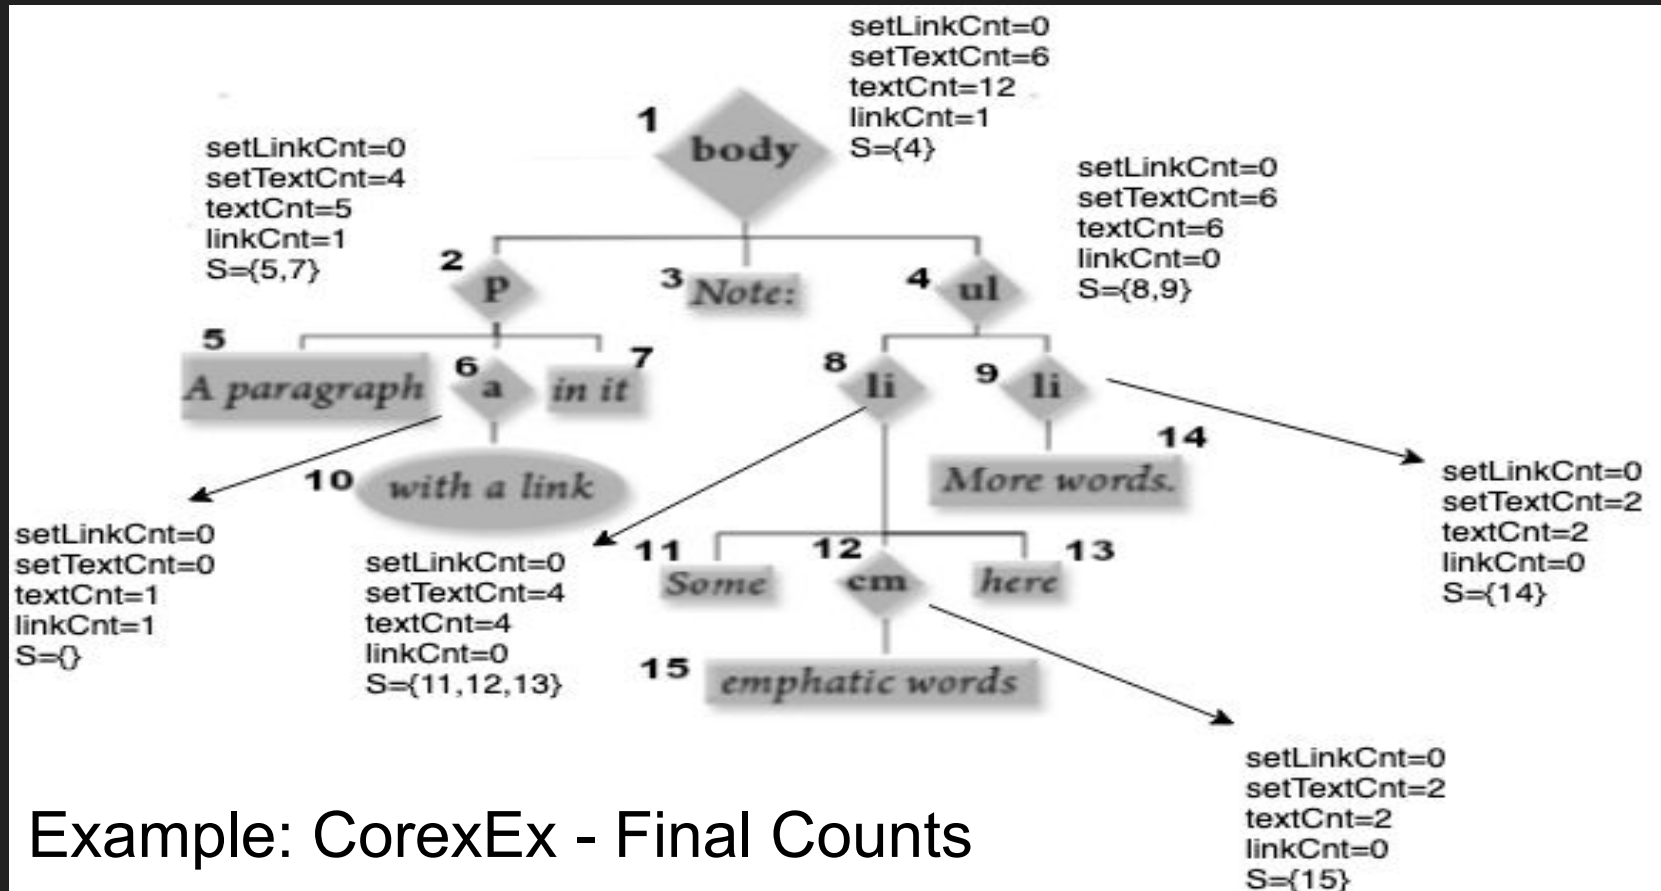 setLinkCnt=0
setTextCnt=6
textCnt=12
linkCnt=1
S={4}
1
body
setLinkCnt=0
setTextCnt=4
textCnt=5
linkCnt=1
S={5,7}
setLinkCnt=0
setTextCnt=6
textCnt=6
linkCnt=0
S={8,9}
2
p
3
Note:
4
ul
5
A paragraph
6
a
7
in it
8
li
9
li
10
with a link
14
More words.
setLinkCnt=0
setTextCnt=2
textCnt=2
linkCnt=0
S={14}
setLinkCnt=0
setTextCnt=0
textCnt=1
linkCnt=1
S={}
setLinkCnt=0
setTextCnt=4
textCnt=4
linkCnt=0
S={11,12,13}
11
Some
12
em
13
here
15
emphatic words
setLinkCnt=0
setTextCnt=2
textCnt=2
linkCnt=0
S={15}
Example: CorexEx - Final Counts